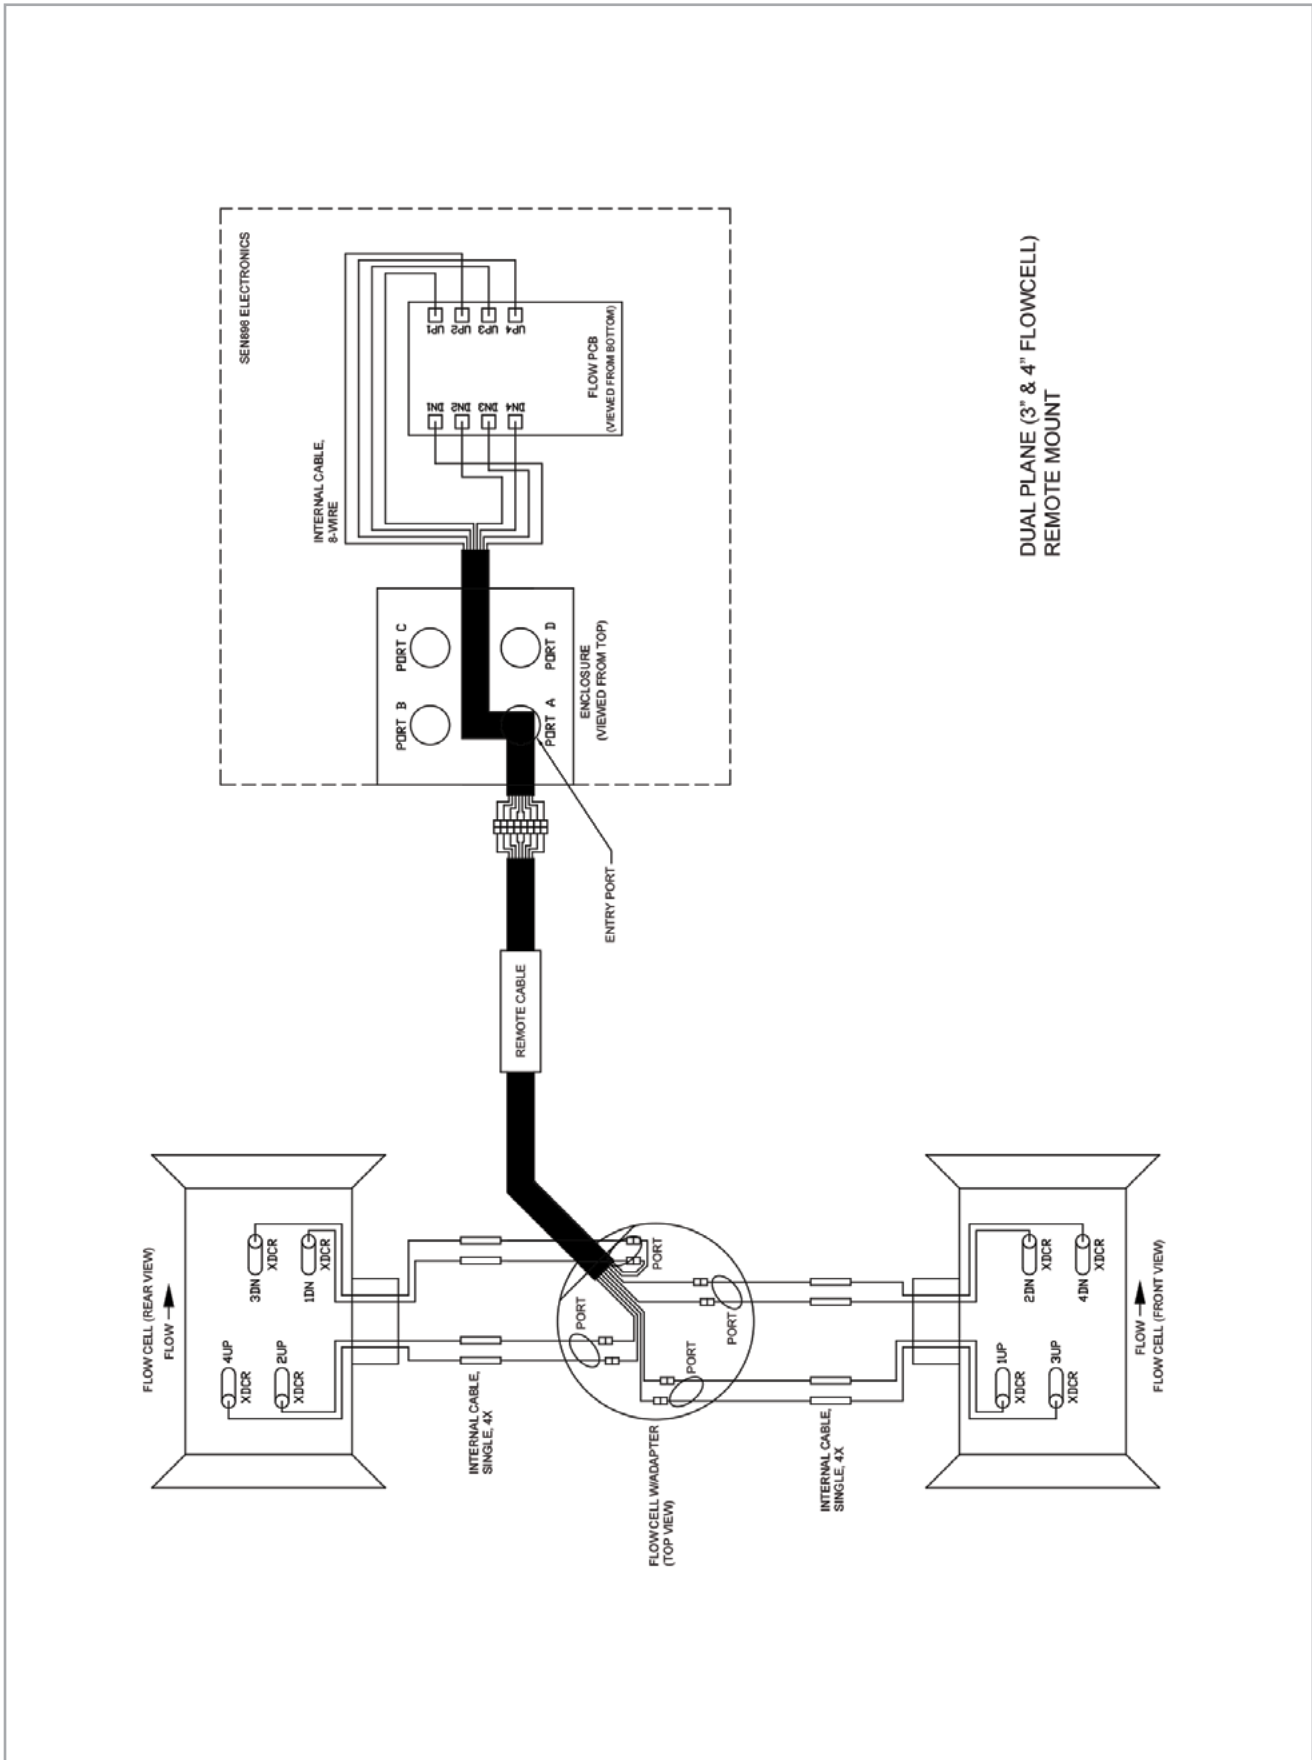 SEN898 ELECTRONICS
INTERNAL CABLE,
8-WIRE
UP1
UP2
UP3
UP4
DN1
DN2
DN3
DN4
FLOW PCB
(VIEWED FROM BOTTOM)
PORT C
PORT D
PORT B
PORT A
ENCLOSURE
(VIEWED FROM TOP)
ENTRY PORT
REMOTE CABLE
DUAL PLANE (3" & 4" FLOWCELL)
REMOTE MOUNT
FLOW CELL (REAR VIEW)
FLOW
4UP
XDCR
2UP
XDCR
3DN
XDCR
1DN
XDCR
INTERNAL CABLE,
SINGLE, 4X
PORT
PORT
PORT
PORT
FLOW CELL W/ADAPTER
(TOP VIEW)
INTERNAL CABLE,
SINGLE, 4X
1UP
XDCR
3UP
XDCR
2DN
XDCR
4DN
XDCR
FLOW
FLOW CELL (FRONT VIEW)